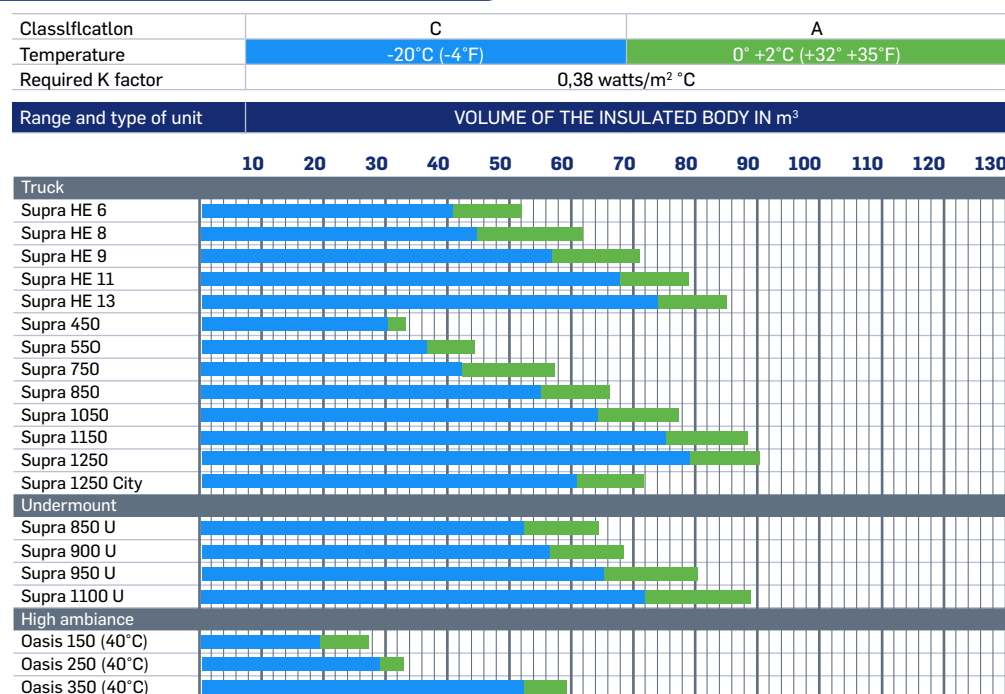 Classlflcatlon C A
Temperature -20°C (-4°F) 0° +2°C (+32° +35°F)
Required K factor 0,38 watts/m² °C
Range and type of unit VOLUME OF THE INSULATED BODY IN m³
10 20 30 40 50 60 70 80 90 100 110 120 130
Truck
Supra HE 6
Supra HE 8
Supra HE 9
Supra HE 11
Supra HE 13
Supra 450
Supra 550
Supra 750
Supra 850
Supra 1050
Supra 1150
Supra 1250
Supra 1250 City
Undermount
Supra 850 U
Supra 900 U
Supra 950 U
Supra 1100 U
High ambiance
Oasis 150 (40°C)
Oasis 250 (40°C)
Oasis 350 (40°C)